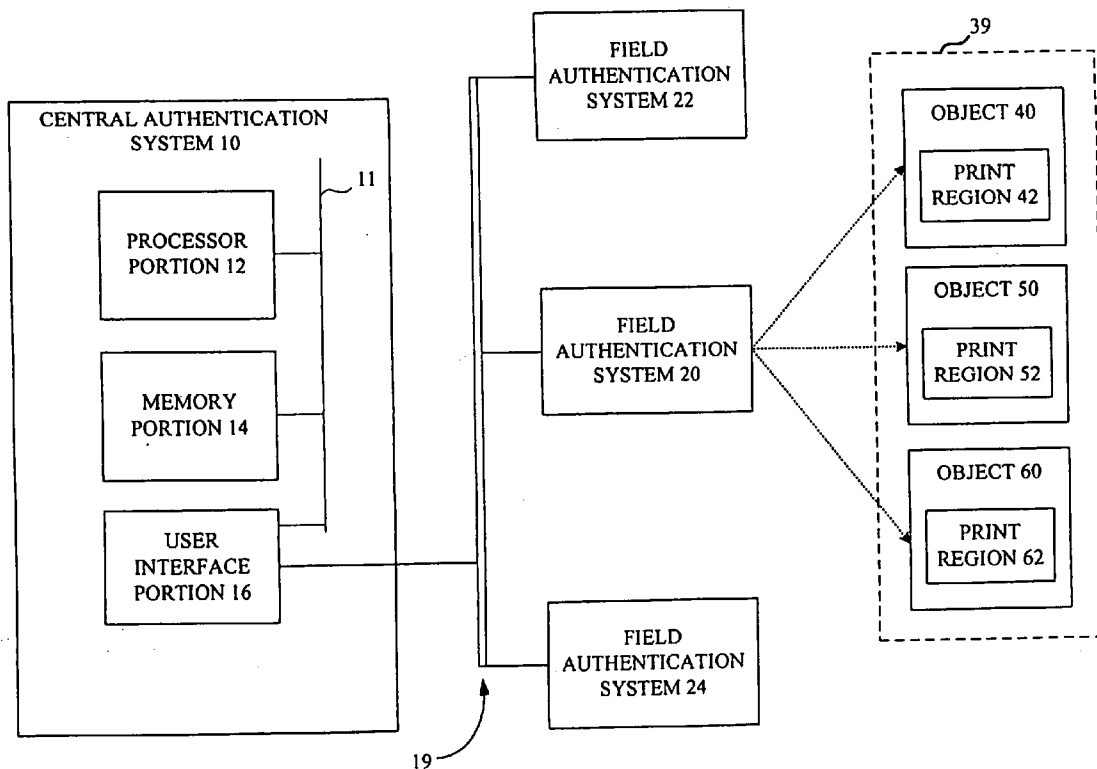 CENTRAL AUTHENTICATION
SYSTEM 10
11
PROCESSOR
PORTION 12
MEMORY
PORTION 14
USER
INTERFACE
PORTION 16
19
FIELD
AUTHENTICATION
SYSTEM 22
FIELD
AUTHENTICATION
SYSTEM 20
FIELD
AUTHENTICATION
SYSTEM 24
39
OBJECT 40
PRINT
REGION 42
OBJECT 50
PRINT
REGION 52
OBJECT 60
PRINT
REGION 62